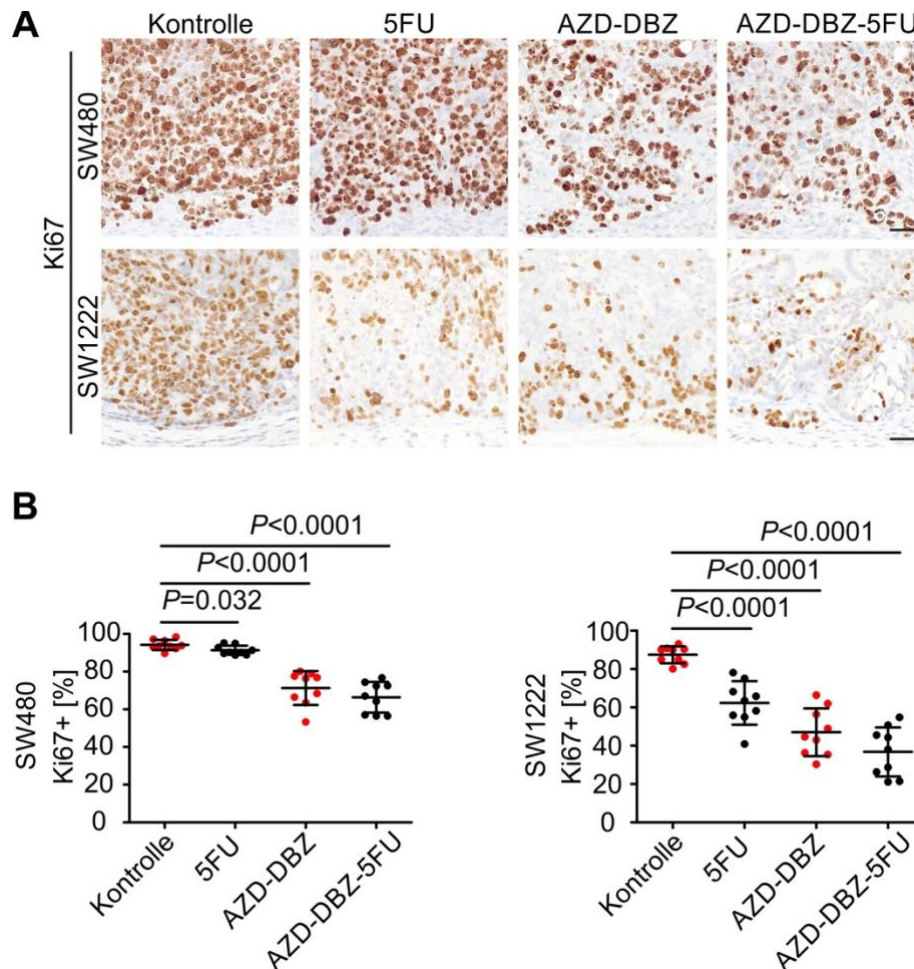 A
Kontrolle 5FU AZD-DBZ AZD-DBZ-5FU
Ki67
SW480
SW1222
B
P<0.0001
P<0.0001
P=0.032
SW480
Ki67+ [%]
100
80
60
40
20
0
Kontrolle
5FU
AZD-DBZ
AZD-DBZ-5FU
P<0.0001
P<0.0001
P<0.0001
SW1222
Ki67+ [%]
100
80
60
40
20
0
Kontrolle
5FU
AZD-DBZ
AZD-DBZ-5FU